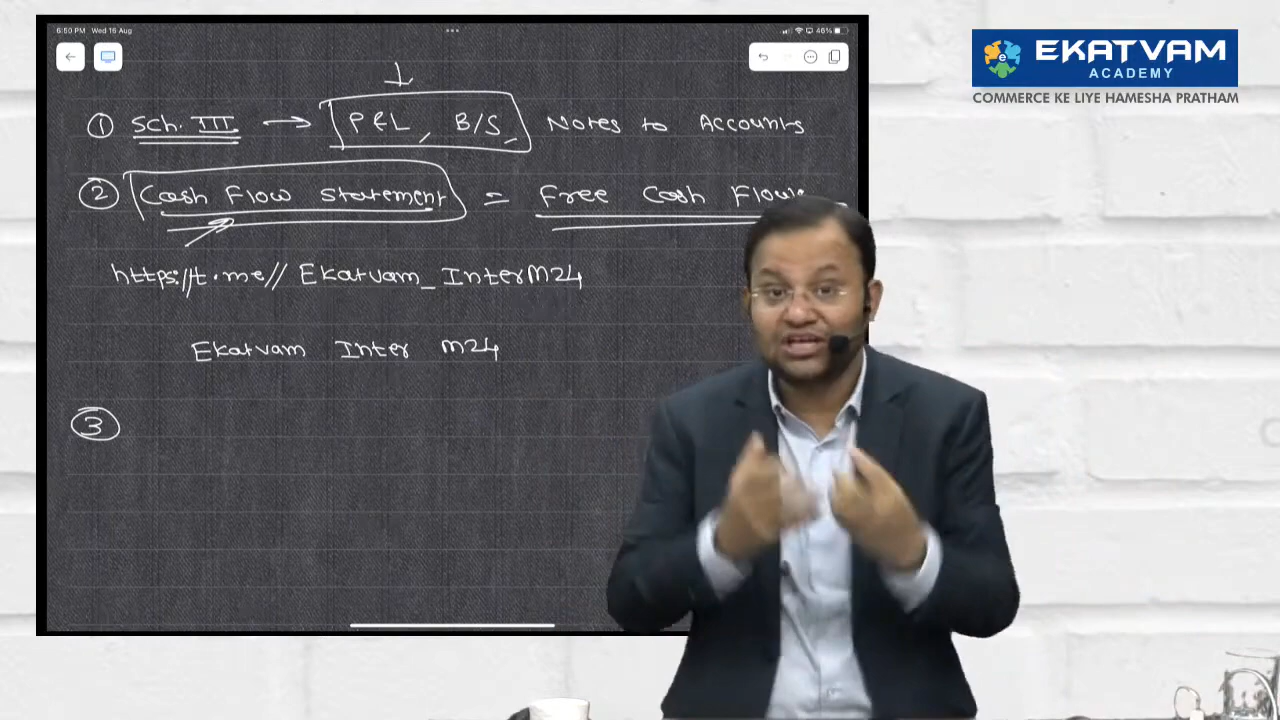 6:50 PM Wed 16 Aug
46%
EKATVAM
ACADEMY
COMMERCE KE LIYE HAMESHA PRATHAM
1
① Sch. III → P&L, B/S, Notes to Accounts
② Cash Flow Statement = Free Cash Flows
https://t.me// Ekatvam_InterM24
Ekatvam Inter M24
③